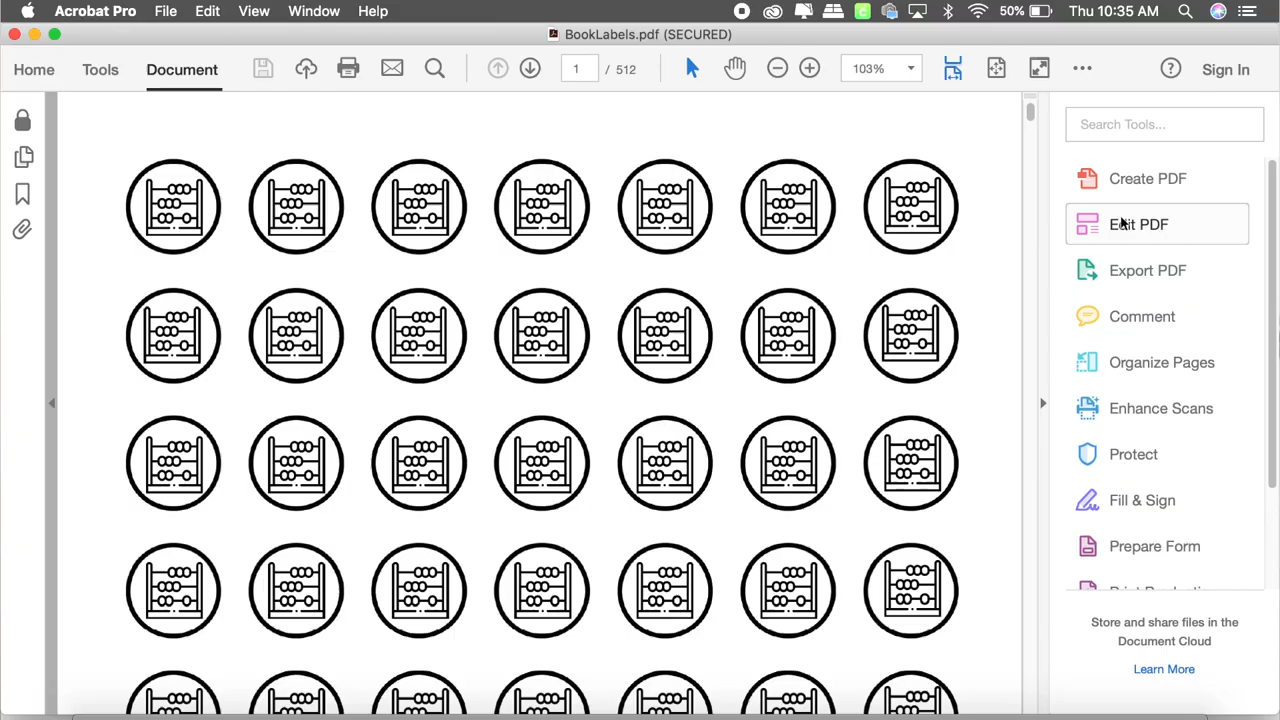 Acrobat Pro File Edit View Window Help 50% Thu 10:35 AM
BookLabels.pdf (SECURED)
Home Tools Document 1 / 512 103% Sign In
Search Tools...
Create PDF
Edit PDF
Export PDF
Comment
Organize Pages
Enhance Scans
Protect
Fill & Sign
Prepare Form
Store and share files in the
Document Cloud
Learn More